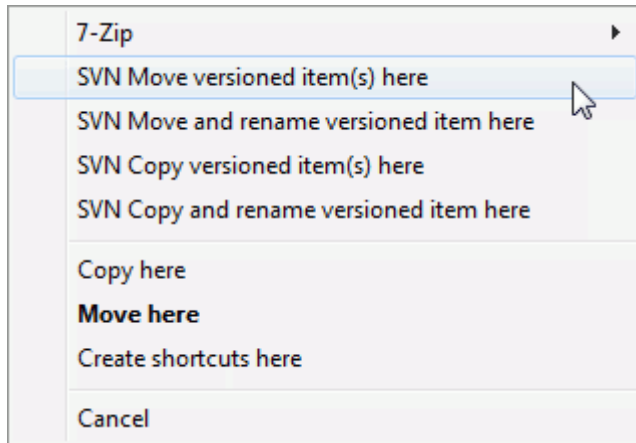 7-Zip
SVN Move versioned item(s) here
SVN Move and rename versioned item here
SVN Copy versioned item(s) here
SVN Copy and rename versioned item here
Copy here
Move here
Create shortcuts here
Cancel